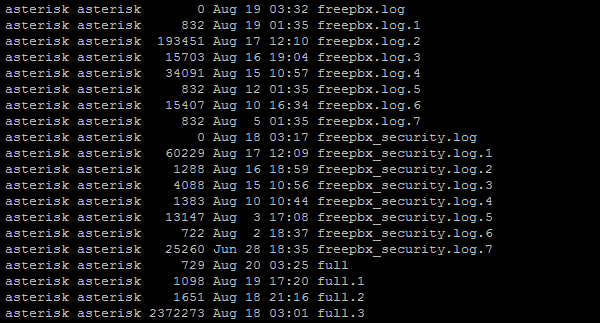 asterisk asterisk       0 Aug 19 03:32 freepbx.log
asterisk asterisk     832 Aug 19 01:35 freepbx.log.1
asterisk asterisk  193451 Aug 17 12:10 freepbx.log.2
asterisk asterisk   15703 Aug 16 19:04 freepbx.log.3
asterisk asterisk   34091 Aug 15 10:57 freepbx.log.4
asterisk asterisk     832 Aug 12 01:35 freepbx.log.5
asterisk asterisk   15407 Aug 10 16:34 freepbx.log.6
asterisk asterisk     832 Aug  5 01:35 freepbx.log.7
asterisk asterisk       0 Aug 18 03:17 freepbx_security.log
asterisk asterisk   60229 Aug 17 12:09 freepbx_security.log.1
asterisk asterisk    1288 Aug 16 18:59 freepbx_security.log.2
asterisk asterisk    4088 Aug 15 10:56 freepbx_security.log.3
asterisk asterisk    1383 Aug 10 10:44 freepbx_security.log.4
asterisk asterisk   13147 Aug  3 17:08 freepbx_security.log.5
asterisk asterisk     722 Aug  2 18:37 freepbx_security.log.6
asterisk asterisk   25260 Jun 28 18:35 freepbx_security.log.7
asterisk asterisk     729 Aug 20 03:25 full
asterisk asterisk    1098 Aug 19 17:20 full.1
asterisk asterisk    1651 Aug 18 21:16 full.2
asterisk asterisk 2372273 Aug 18 03:01 full.3